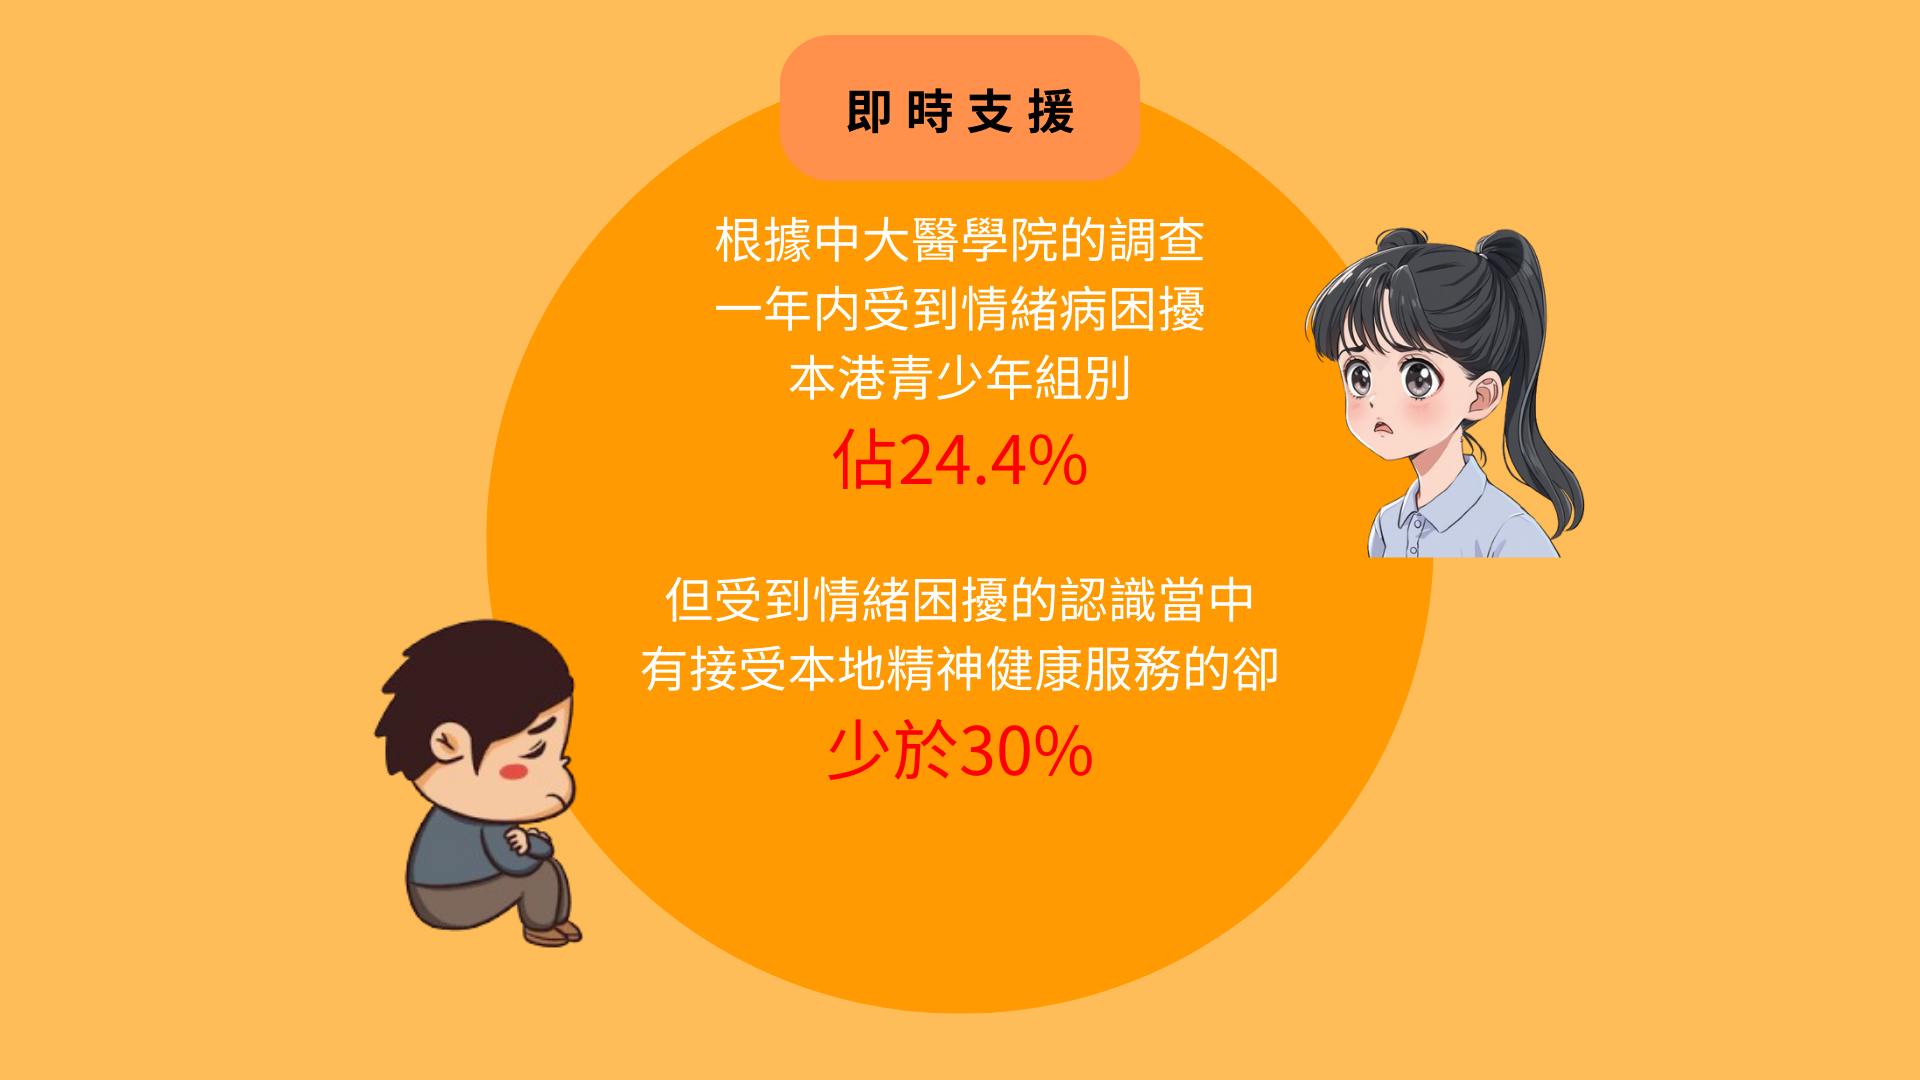 即時支援
根據中大醫學院的調查
一年内受到情緒病困擾
本港青少年組別
佔24.4%
但受到情緒困擾的認識當中
有接受本地精神健康服務的卻
少於30%